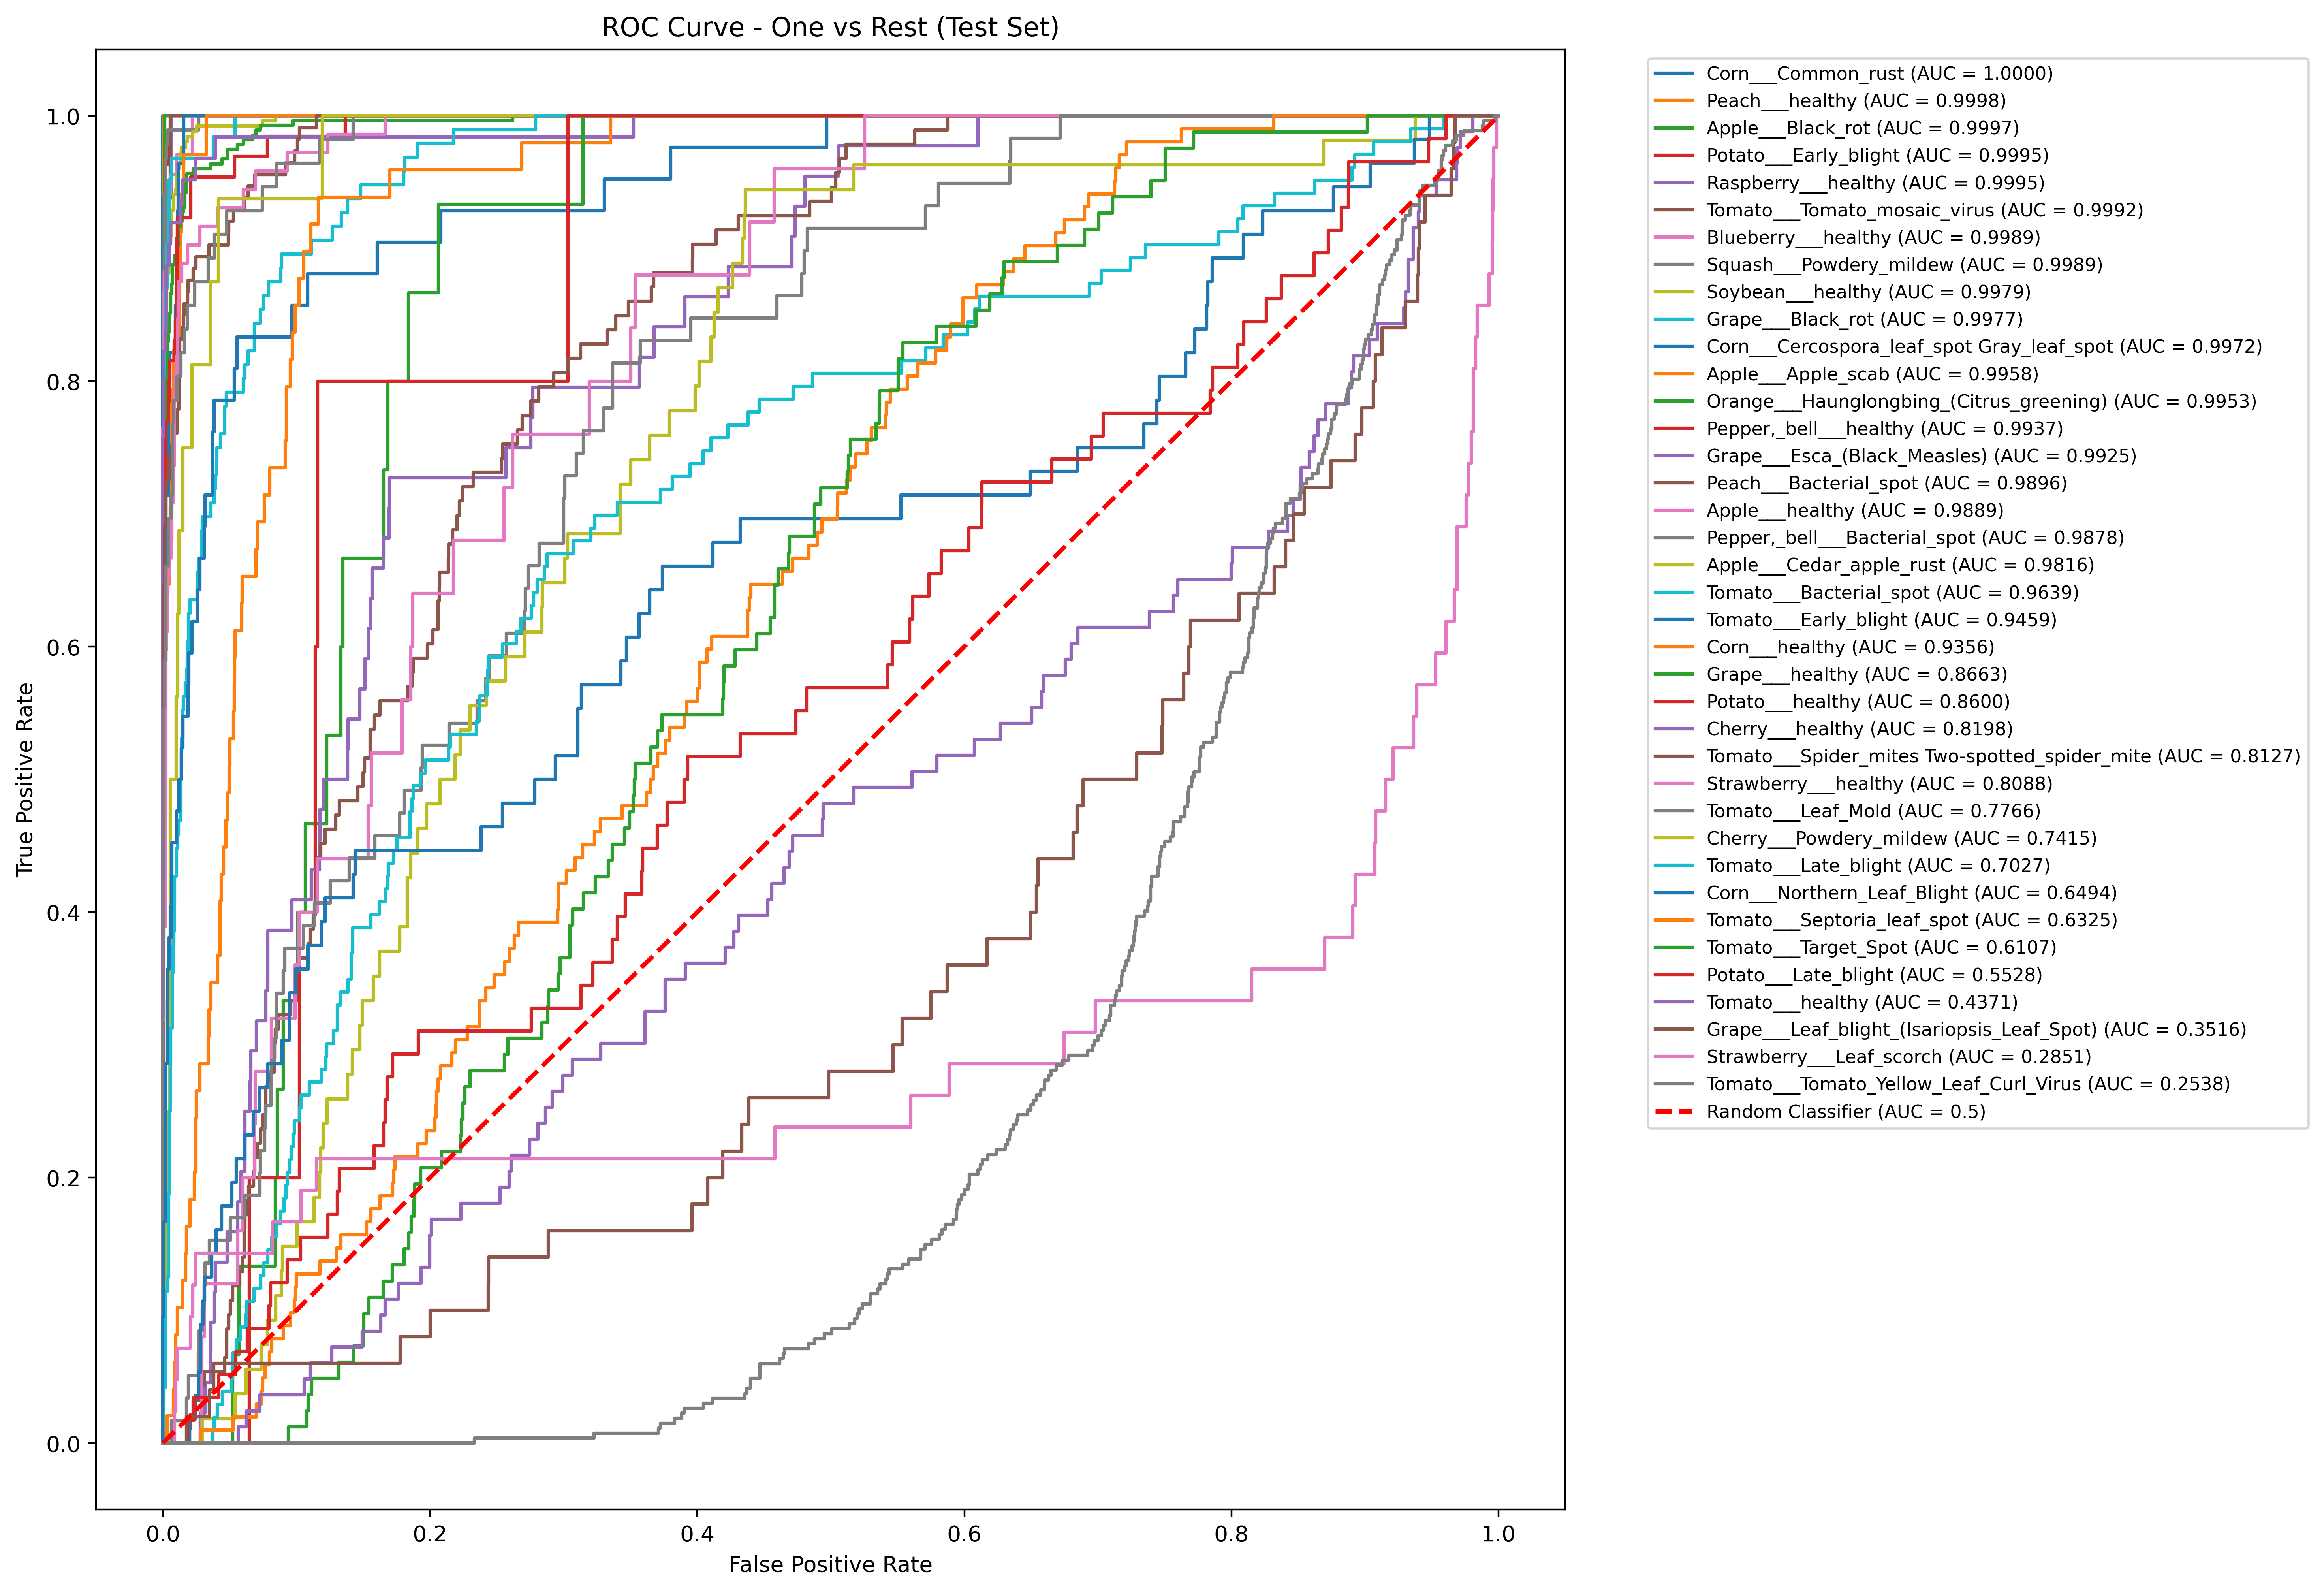 ROC Curve - One vs Rest (Test Set)
True Positive Rate
1.0
0.8
0.6
0.4
0.2
0.0
0.0 0.2 0.4 0.6 0.8 1.0
False Positive Rate
Corn___Common_rust (AUC = 1.0000)
Peach___healthy (AUC = 0.9998)
Apple___Black_rot (AUC = 0.9997)
Potato___Early_blight (AUC = 0.9995)
Raspberry___healthy (AUC = 0.9995)
Tomato___Tomato_mosaic_virus (AUC = 0.9992)
Blueberry___healthy (AUC = 0.9989)
Squash___Powdery_mildew (AUC = 0.9989)
Soybean___healthy (AUC = 0.9979)
Grape___Black_rot (AUC = 0.9977)
Corn___Cercospora_leaf_spot Gray_leaf_spot (AUC = 0.9972)
Apple___Apple_scab (AUC = 0.9958)
Orange___Haunglongbing_(Citrus_greening) (AUC = 0.9953)
Pepper,_bell___healthy (AUC = 0.9937)
Grape___Esca_(Black_Measles) (AUC = 0.9925)
Peach___Bacterial_spot (AUC = 0.9896)
Apple___healthy (AUC = 0.9889)
Pepper,_bell___Bacterial_spot (AUC = 0.9878)
Apple___Cedar_apple_rust (AUC = 0.9816)
Tomato___Bacterial_spot (AUC = 0.9639)
Tomato___Early_blight (AUC = 0.9459)
Corn___healthy (AUC = 0.9356)
Grape___healthy (AUC = 0.8663)
Potato___healthy (AUC = 0.8600)
Cherry___healthy (AUC = 0.8198)
Tomato___Spider_mites Two-spotted_spider_mite (AUC = 0.8127)
Strawberry___healthy (AUC = 0.8088)
Tomato___Leaf_Mold (AUC = 0.7766)
Cherry___Powdery_mildew (AUC = 0.7415)
Tomato___Late_blight (AUC = 0.7027)
Corn___Northern_Leaf_Blight (AUC = 0.6494)
Tomato___Septoria_leaf_spot (AUC = 0.6325)
Tomato___Target_Spot (AUC = 0.6107)
Potato___Late_blight (AUC = 0.5528)
Tomato___healthy (AUC = 0.4371)
Grape___Leaf_blight_(Isariopsis_Leaf_Spot) (AUC = 0.3516)
Strawberry___Leaf_scorch (AUC = 0.2851)
Tomato___Tomato_Yellow_Leaf_Curl_Virus (AUC = 0.2538)
Random Classifier (AUC = 0.5)